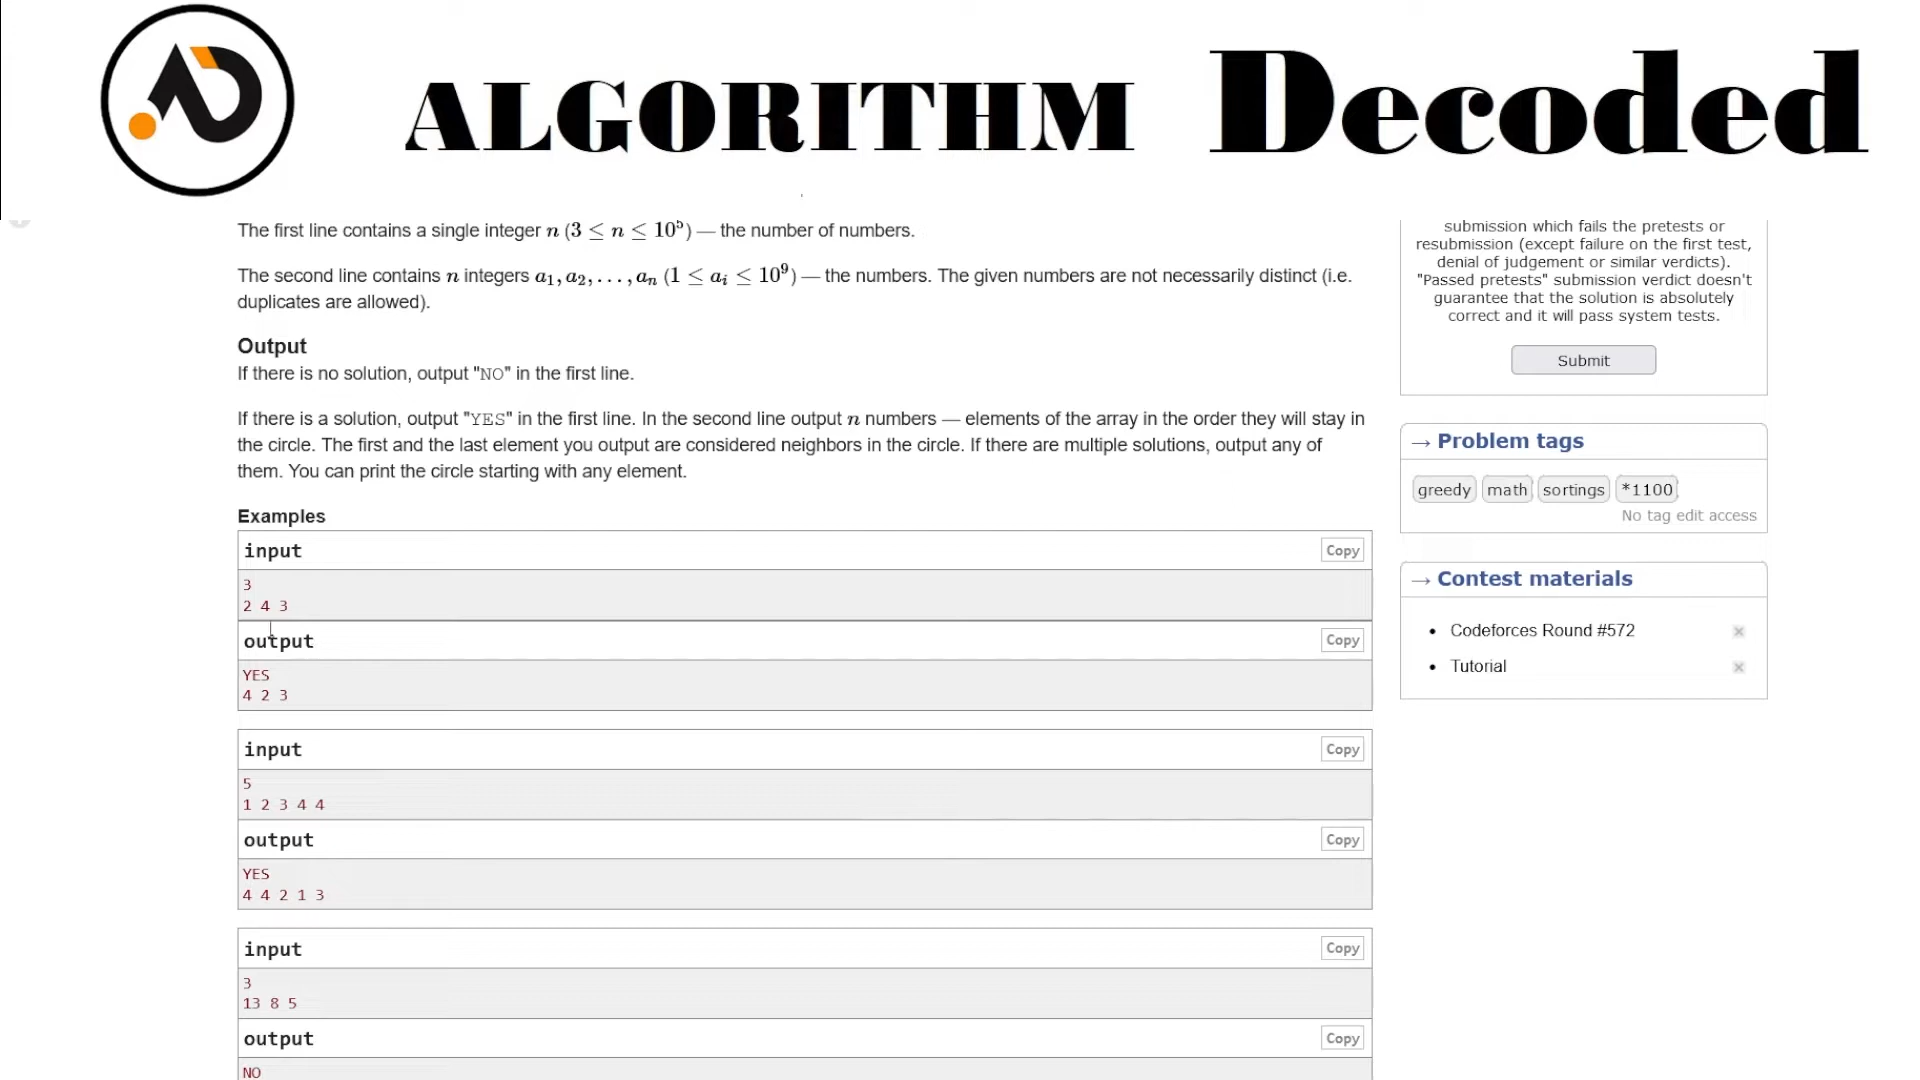 ALGORITHM Decoded
The first line contains a single integer n (3 ≤ n ≤ 10^5) — the number of numbers.
The second line contains n integers a_1, a_2, ..., a_n (1 ≤ a_i ≤ 10^9) — the numbers. The given numbers are not necessarily distinct (i.e.
duplicates are allowed).
Output
If there is no solution, output "NO" in the first line.
If there is a solution, output "YES" in the first line. In the second line output n numbers — elements of the array in the order they will stay in
the circle. The first and the last element you output are considered neighbors in the circle. If there are multiple solutions, output any of
them. You can print the circle starting with any element.
Examples
input
Copy
3
2 4 3
output
Copy
YES
4 2 3
input
Copy
5
1 2 3 4 4
output
Copy
YES
4 4 2 1 3
input
Copy
3
13 8 5
output
Copy
NO
submission which fails the pretests or
resubmission (except failure on the first test,
denial of judgement or similar verdicts).
"Passed pretests" submission verdict doesn't
guarantee that the solution is absolutely
correct and it will pass system tests.
Submit
→ Problem tags
greedy math sortings *1100
No tag edit access
→ Contest materials
• Codeforces Round #572
• Tutorial